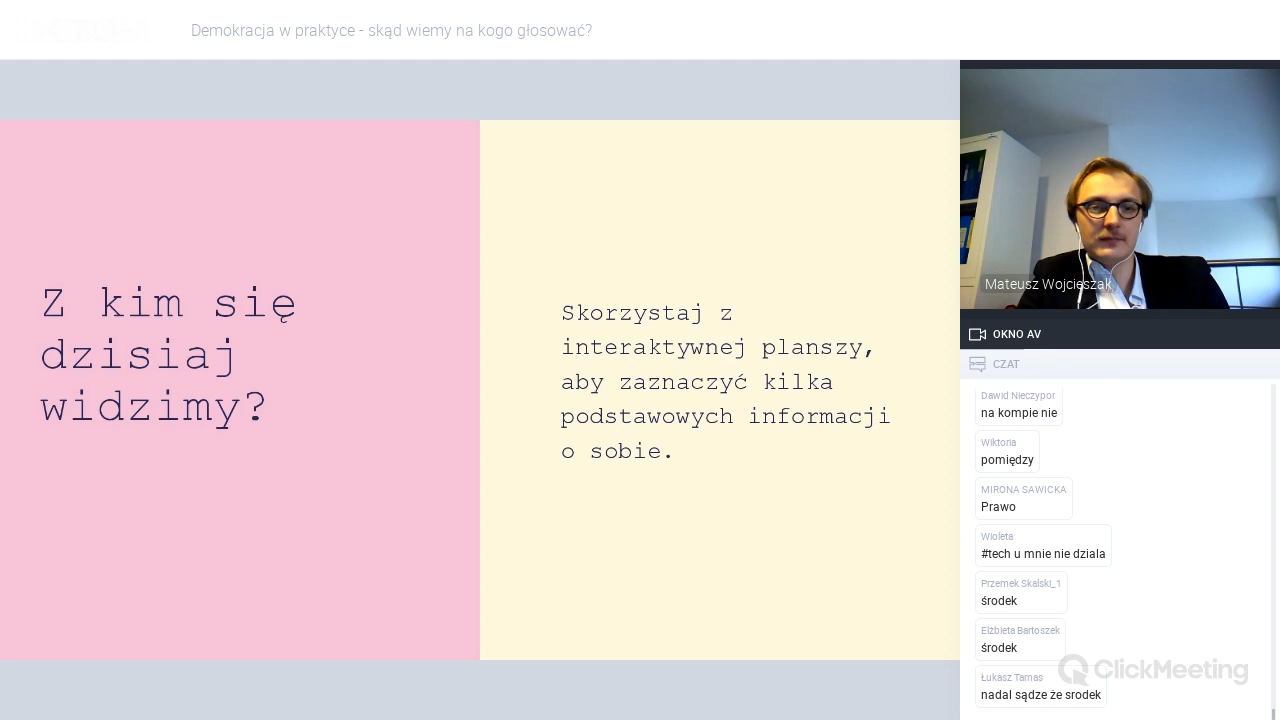 Demokracja w praktyce - skąd wiemy na kogo głosować?
Z kim się
dzisiaj
widzimy?
Skorzystaj z
interaktywnej planszy,
aby zaznaczyć kilka
podstawowych informacji
o sobie.
Mateusz Wojcieszak
OKNO AV
CZAT
Dawid Nieczypor
na kompie nie
Wiktoria
pomiędzy
MIRONA SAWICKA
Prawo
Wioleta
#tech u mnie nie dziala
Przemek Skalski_1
środek
Elżbieta Bartoszek
środek
Łukasz Tarnas
nadal sądze że srodek
ClickMeeting